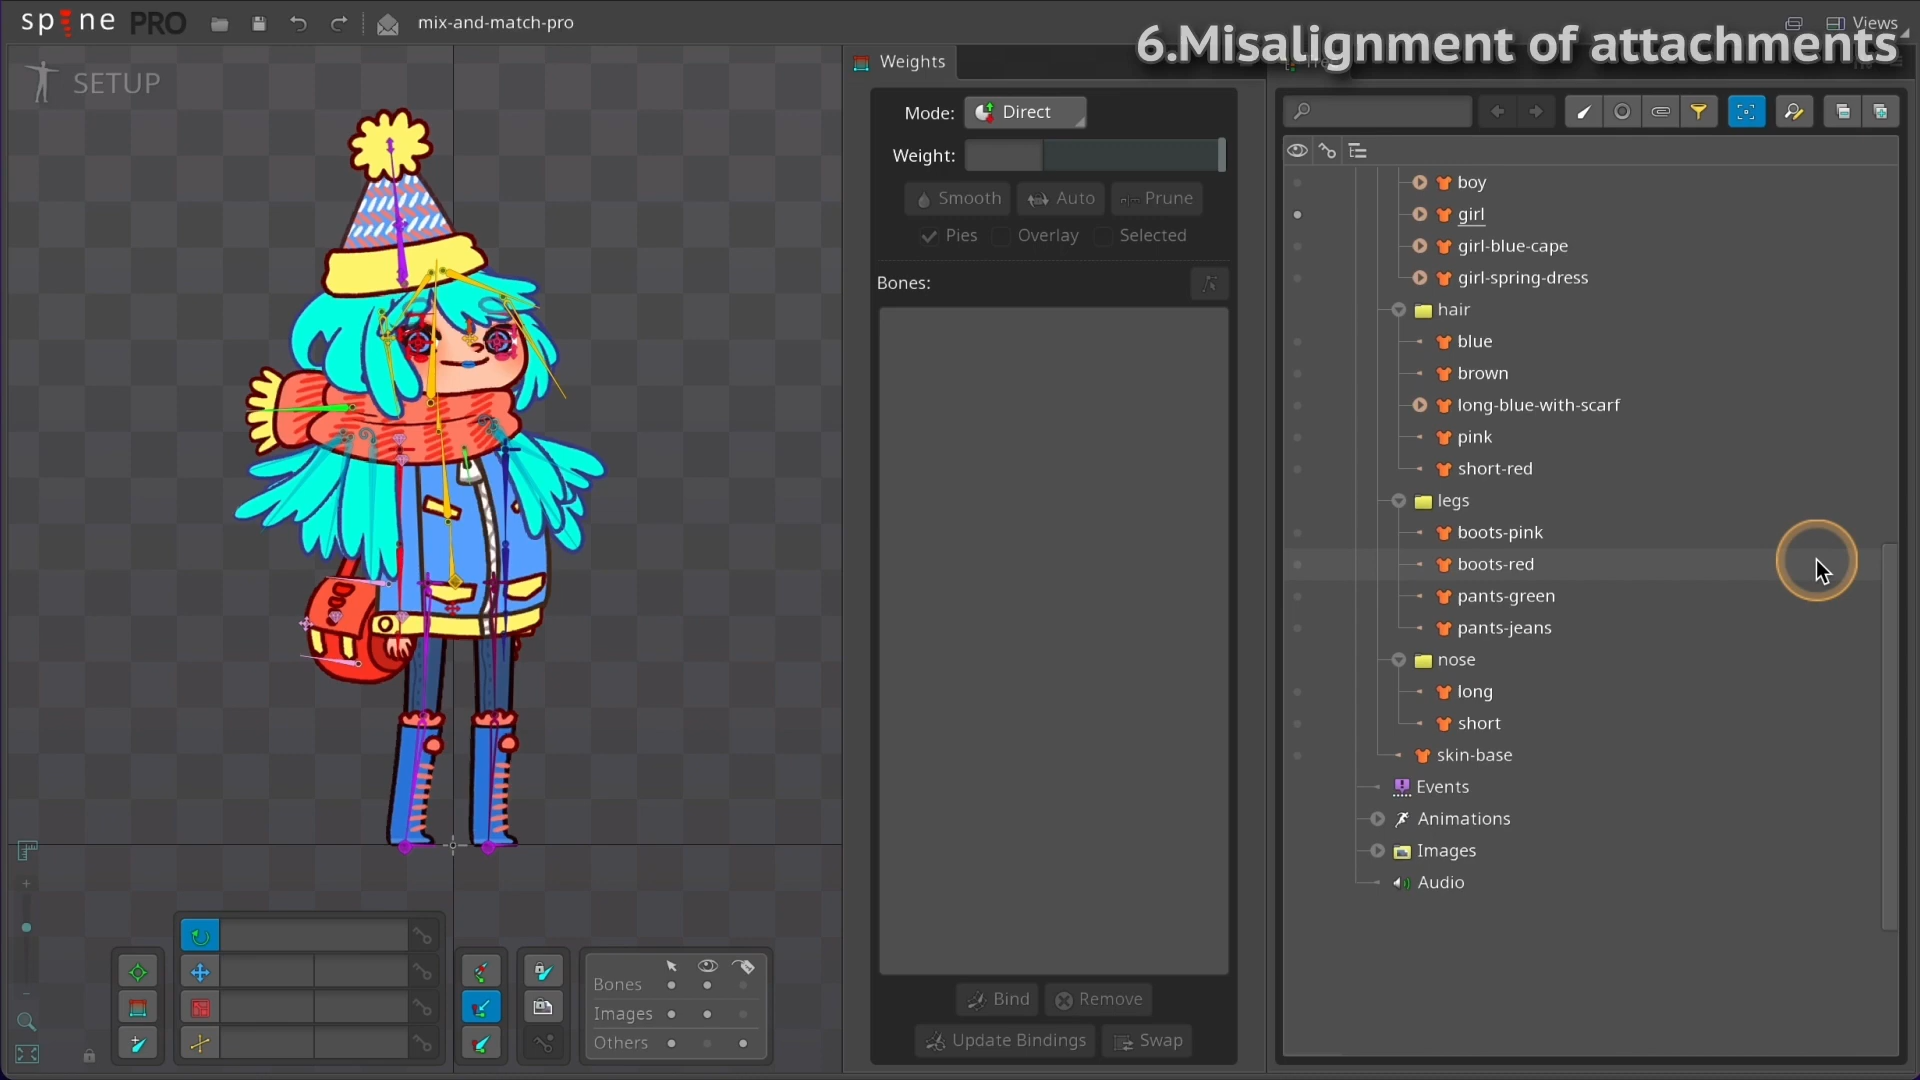 spine PRO
mix-and-match-pro
Views
6.Misalignment of attachments
SETUP
Weights
Mode:
Direct
Weight:
Smooth
Auto
Prune
Pies
Overlay
Selected
Bones:
boy
girl
girl-blue-cape
girl-spring-dress
hair
blue
brown
long-blue-with-scarf
pink
short-red
legs
boots-pink
boots-red
pants-green
pants-jeans
nose
long
short
skin-base
Events
Animations
Images
Audio
Bones
Images
Others
Bind
Remove
Update Bindings
Swap